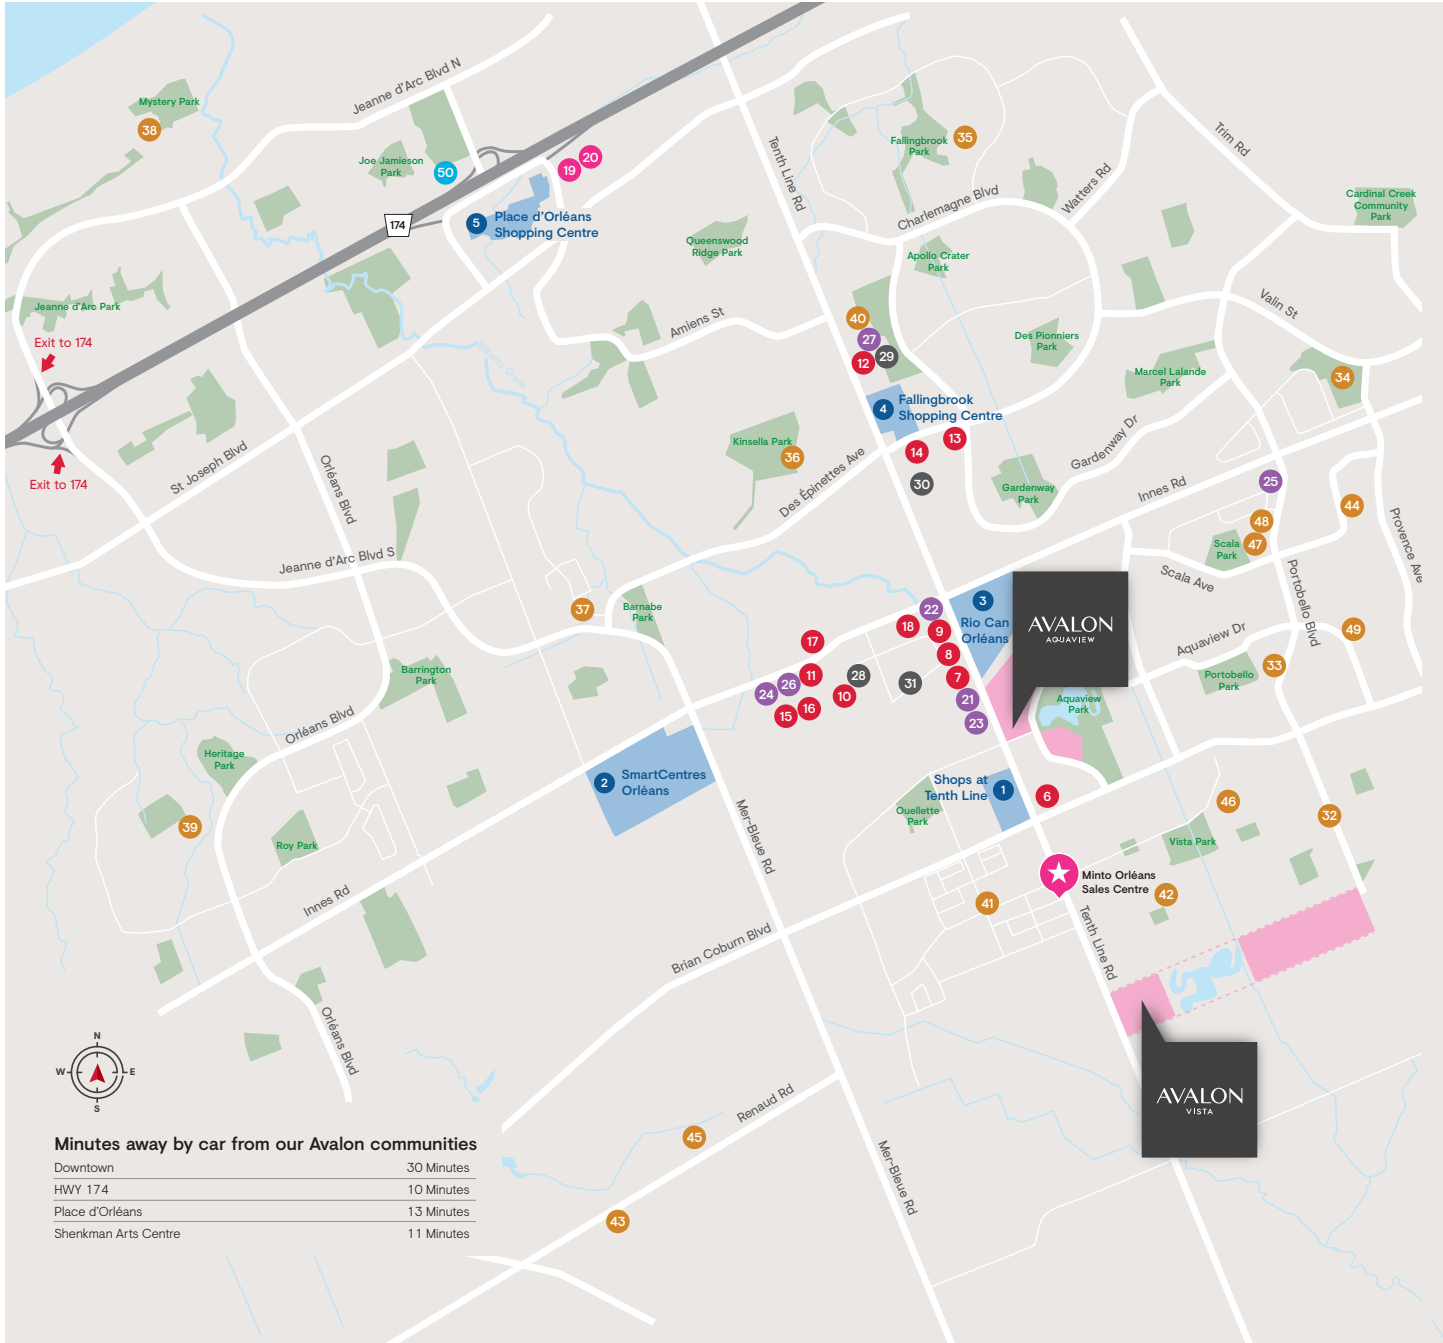 Jeanne d'Arc Blvd N
Mystery Park
38
Joe Jamieson
Park
50
19
20
174
5
Place d'Orléans
Shopping Centre
Tenth Line Rd
Fallingbrook
Park
35
Trim Rd
Watters Rd
Charlemagne Blvd
Cardinal Creek
Community
Park
Queenswood
Ridge Park
Apollo Crater
Park
Jeanne d'Arc Park
Exit to 174
Amiens St
40
27
12
29
Valin St
Des Pionniers
Park
Marcel Lalande
Park
34
4
Fallingbrook
Shopping Centre
Kinsella Park
36
13
14
30
Gardenway Dr
Gardenway
Park
Des Épinettes Ave
St Joseph Blvd
Exit to 174
Orléans Blvd
Innes Rd
25
44
48
47
Scala
Park
Scala Ave
Provence Ave
Portobello Blvd
Jeanne d'Arc Blvd S
37
Barnabe
Park
22
3
Rio Can
Orléans
AVALON
AQUAVIEW
18
9
17
8
11
28
31
7
26
24
10
21
15
16
23
Aquaview Dr
49
33
Portobello
Park
Aquaview
Park
Barrington
Park
Orléans Blvd
Heritage
Park
2
SmartCentres
Orléans
Shops at
Tenth Line
1
6
Ouellette
Park
46
32
Vista Park
39
Roy Park
Mer-Bleue Rd
Minto Orléans
Sales Centre
42
41
Innes Rd
Tenth Line Rd
Brian Coburn Blvd
Orléans Blvd
N
W
E
S
AVALON
VISTA
Renaud Rd
45
43
Mer-Bleue Rd
Minutes away by car from our Avalon communities
Downtown 30 Minutes
HWY 174 10 Minutes
Place d'Orléans 13 Minutes
Shenkman Arts Centre 11 Minutes